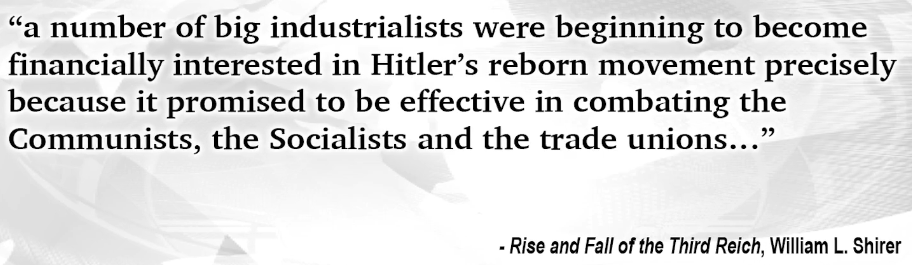 “a number of big industrialists were beginning to become
financially interested in Hitler’s reborn movement precisely
because it promised to be effective in combating the
Communists, the Socialists and the trade unions...”
- Rise and Fall of the Third Reich, William L. Shirer